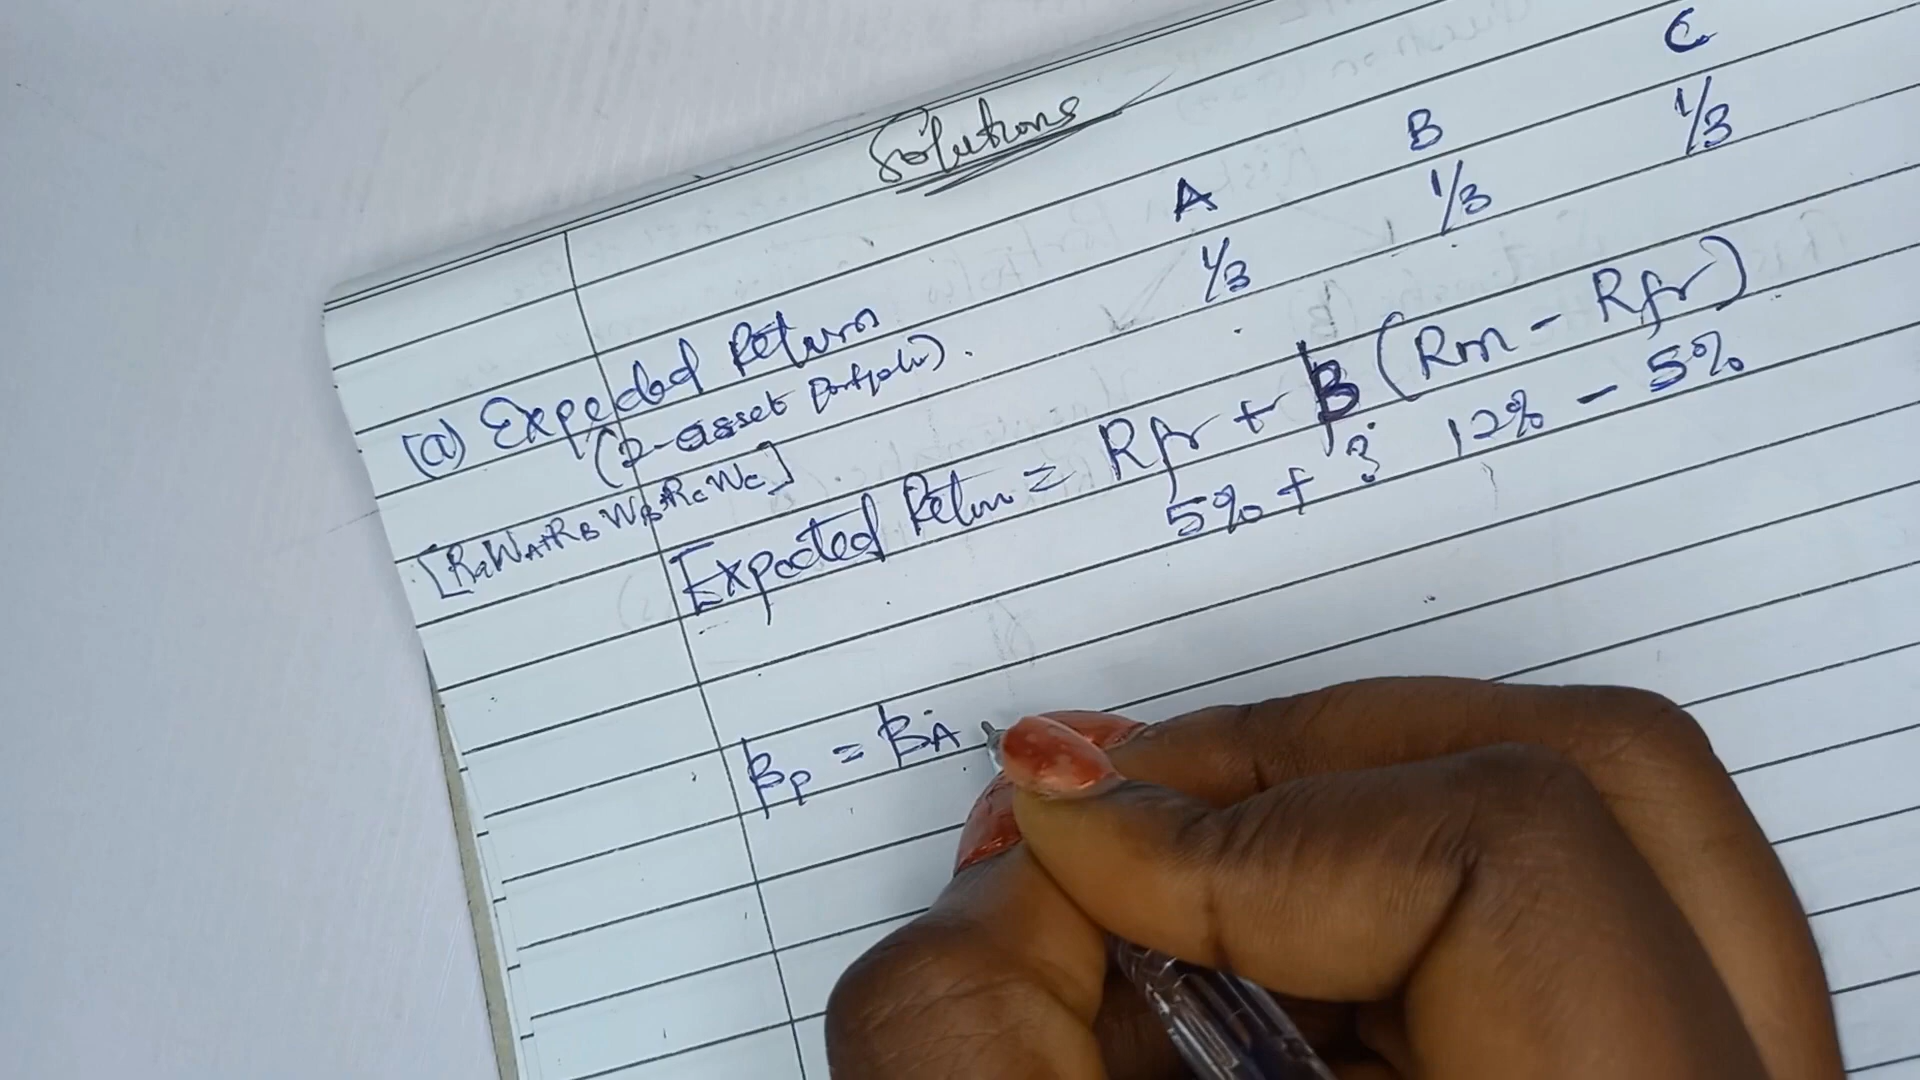 Solutions
A B C
1/3 1/3 1/3
(a) Expected Return
(2-asset portfolio).
[RAWA+RBWB+RCWC]
Expected Return = Rfr + β (Rm - Rfr)
5% + ? 12% - 5%
βp = βA